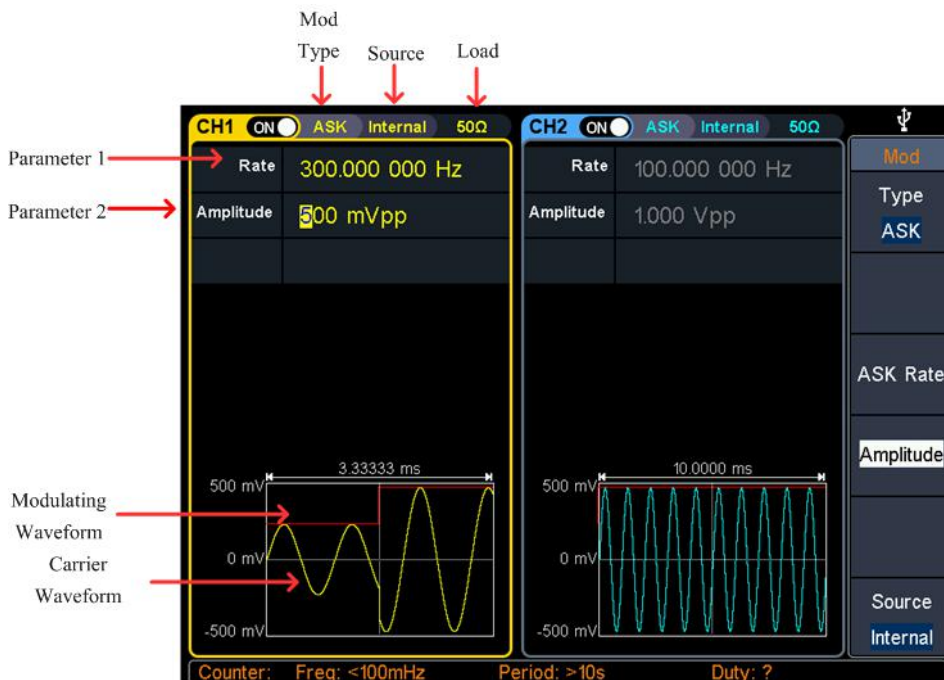 Mod
Type
Source
Load
CH1 ON ASK Internal 50Ω
CH2 ON ASK Internal 50Ω
Parameter 1
Rate 300.000 000 Hz
Parameter 2
Amplitude 500 mVpp
Rate 100.000 000 Hz
Amplitude 1.000 Vpp
Mod
Type
ASK
ASK Rate
Amplitude
Source
Internal
Modulating
Waveform
Carrier
Waveform
3.33333 ms
500 mV
0 mV
-500 mV
10.0000 ms
500 mV
0 mV
-500 mV
Counter: Freq: <100mHz Period: >10s Duty: ?